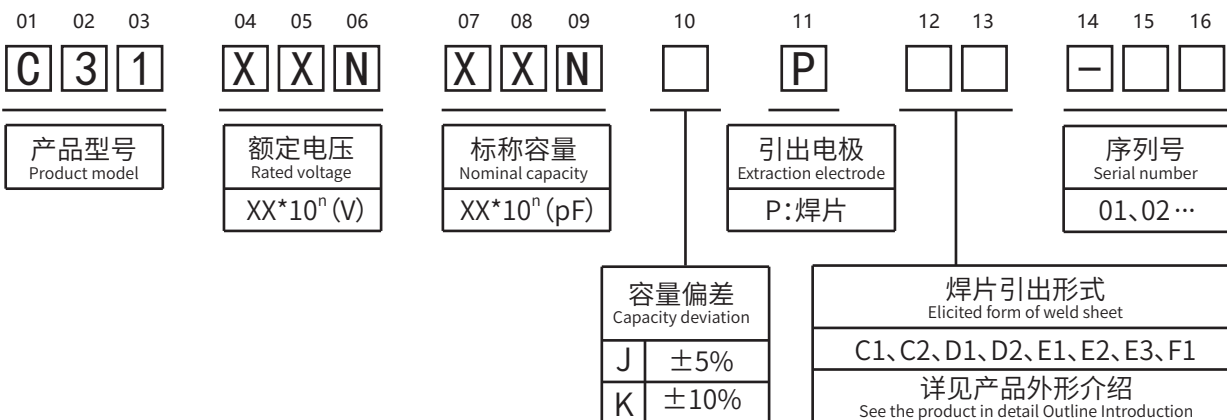 01 02 03 04 05 06 07 08 09 10 11 12 13 14 15 16
C 3 1 X X N X X N P -
产品型号
Product model
额定电压
Rated voltage
XX*10ⁿ (V)
标称容量
Nominal capacity
XX*10ⁿ (pF)
引出电极
Extraction electrode
P:焊片
序列号
Serial number
01、02…
容量偏差
Capacity deviation
J ±5%
K ±10%
焊片引出形式
Elicited form of weld sheet
C1、C2、D1、D2、E1、E2、E3、F1
详见产品外形介绍
See the product in detail Outline Introduction